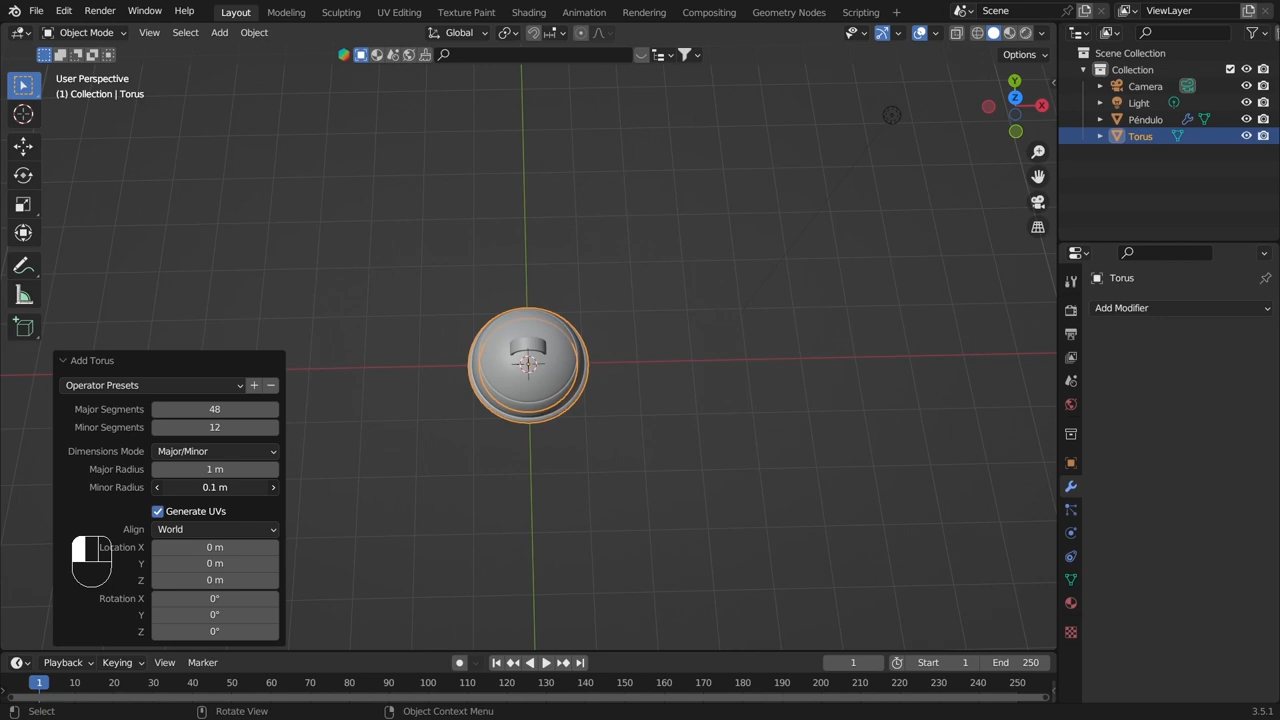 File Edit Render Window Help Layout Modeling Sculpting UV Editing Texture Paint Shading Animation Rendering Compositing Geometry Nodes Scripting Scene ViewLayer
Object Mode View Select Add Object Global
Options
User Perspective
(1) Collection | Torus
Y
Z
X
Scene Collection
Collection
Camera
Light
Péndulo
Torus
Torus
Add Modifier
Add Torus
Operator Presets
Major Segments 48
Minor Segments 12
Dimensions Mode Major/Minor
Major Radius 1 m
Minor Radius 0.1 m
Generate UVs
Align World
Location X 0 m
Y 0 m
Z 0 m
Rotation X 0°
Y 0°
Z 0°
Playback Keying View Marker 1 Start 1 End 250
1 10 20 30 40 50 60 70 80 90 100 110 120 130 140 150 160 170 180 190 200 210 220 230 240 250
Select Rotate View Object Context Menu 3.5.1